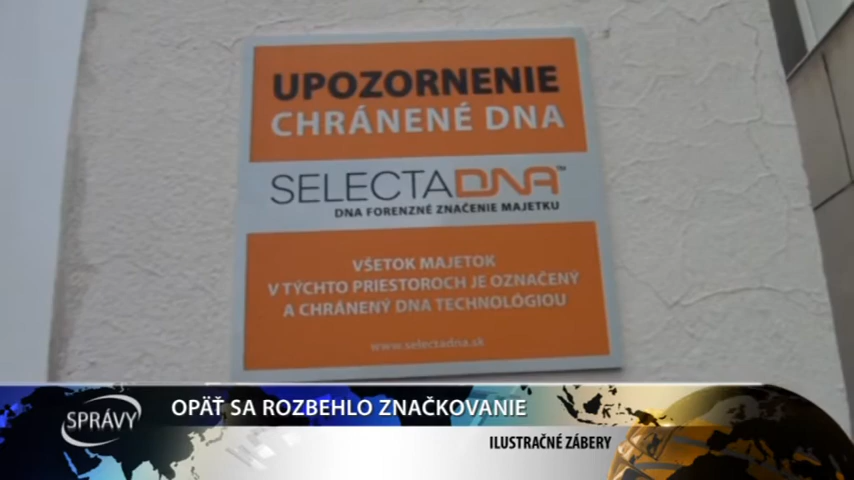 UPOZORNENIE
CHRÁNENÉ DNA
SELECTADNA™
DNA FORENZNÉ ZNAČENIE MAJETKU
VŠETOK MAJETOK
V TÝCHTO PRIESTOROCH JE OZNAČENÝ
A CHRÁNENÝ DNA TECHNOLÓGIOU
www.selectadna.sk
SPRÁVY
OPÄŤ SA ROZBEHLO ZNAČKOVANIE
ILUSTRAČNÉ ZÁBERY